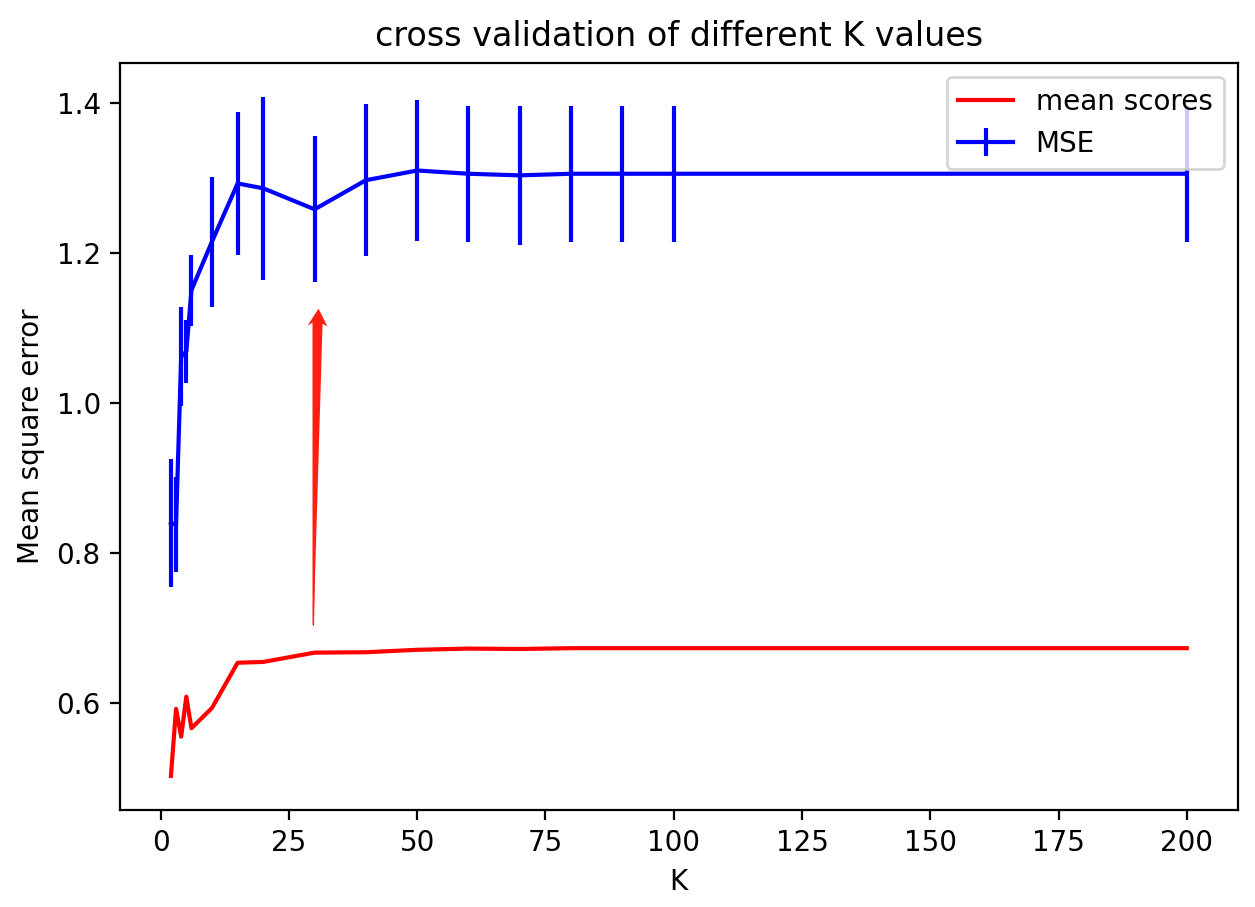 cross validation of different K values
mean scores
MSE
Mean square error
1.4
1.2
1.0
0.8
0.6
0
25
50
75
100
125
150
175
200
K